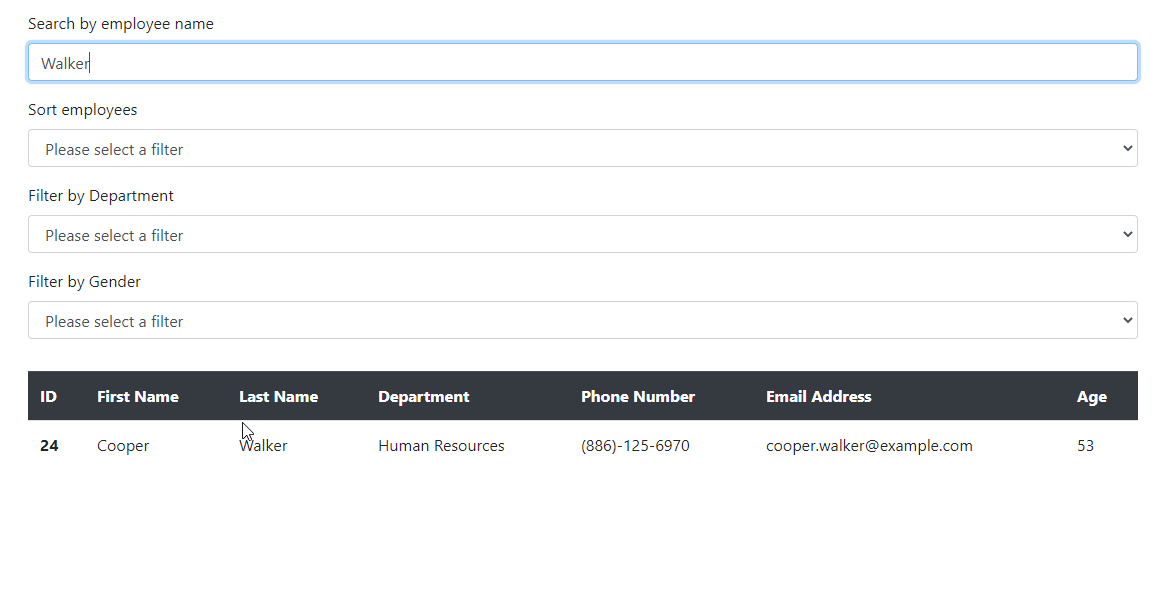 Search by employee name
Walker
Sort employees
Please select a filter
Filter by Department
Please select a filter
Filter by Gender
Please select a filter
ID First Name Last Name Department Phone Number Email Address Age
24 Cooper Walker Human Resources (886)-125-6970 cooper.walker@example.com 53